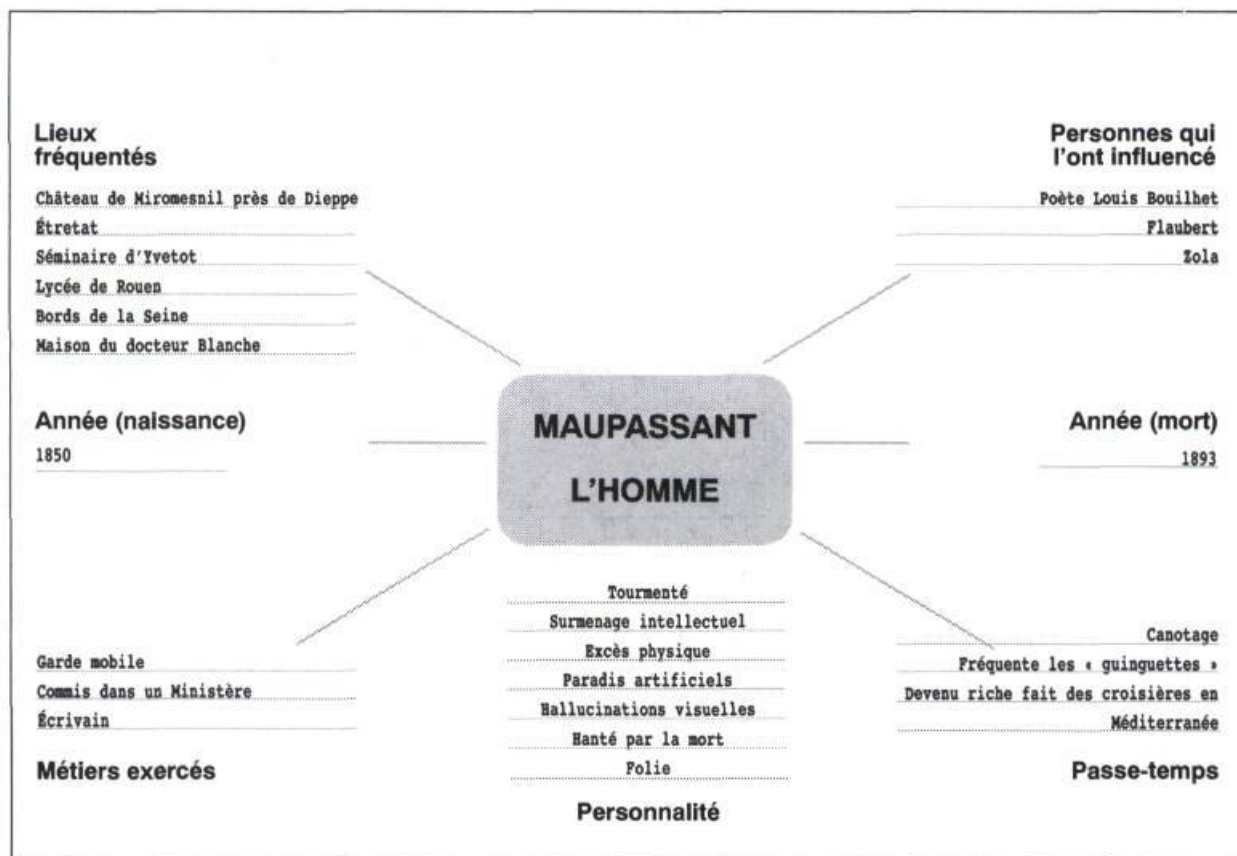 Lieux
fréquentés
Château de Miromesnil près de Dieppe
Étretat
Séminaire d'Yvetot
Lycée de Rouen
Bords de la Seine
Maison du docteur Blanche
Personnes qui
l'ont influencé
Poète Louis Bouilhet
Flaubert
Zola
Année (naissance)
1850
MAUPASSANT
L'HOMME
Année (mort)
1893
Garde mobile
Commis dans un Ministère
Écrivain
Métiers exercés
Tourmenté
Surmenage intellectuel
Excès physique
Paradis artificiels
Hallucinations visuelles
Hanté par la mort
Folie
Personnalité
Canotage
Fréquente les « guinguettes »
Devenu riche fait des croisières en
Méditerranée
Passe-temps